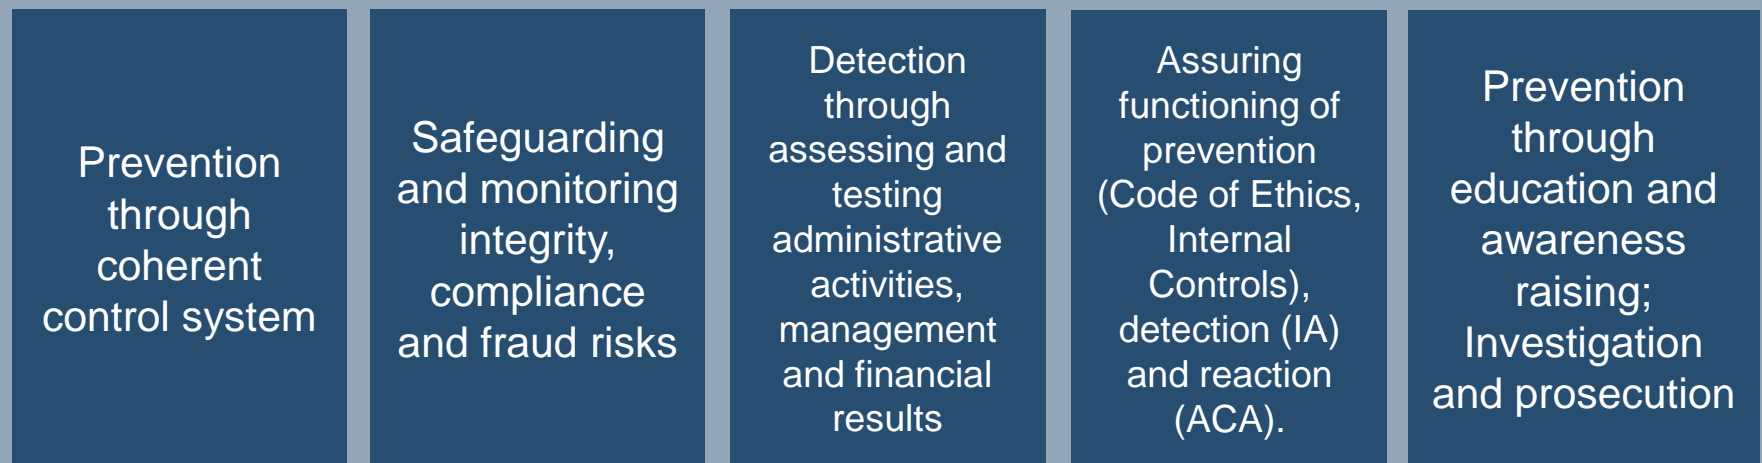 Prevention
through
coherent
control system
Safeguarding
and monitoring
integrity,
compliance
and fraud risks
Detection
through
assessing and
testing
administrative
activities,
management
and financial
results
Assuring
functioning of
prevention
(Code of Ethics,
Internal
Controls),
detection (IA)
and reaction
(ACA).
Prevention
through
education and
awareness
raising;
Investigation
and prosecution